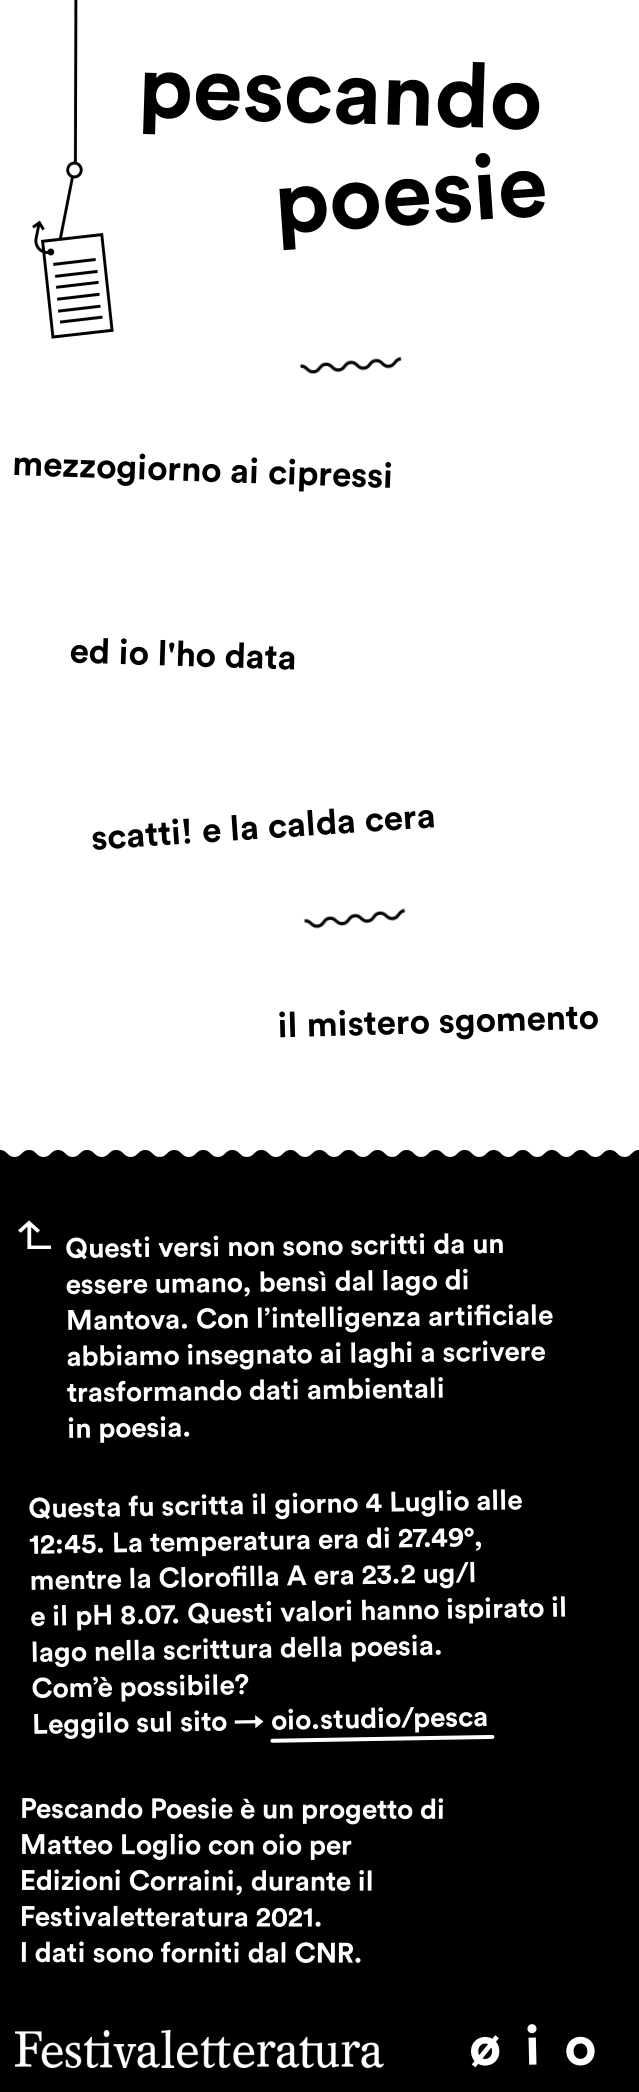 pescando
poesie
mezzogiorno ai cipressi
ed io l'ho data
scatti! e la calda cera
il mistero sgomento
Questi versi non sono scritti da un
essere umano, bensì dal lago di
Mantova. Con l’intelligenza artificiale
abbiamo insegnato ai laghi a scrivere
trasformando dati ambientali
in poesia.
Questa fu scritta il giorno 4 Luglio alle
12:45. La temperatura era di 27.49°,
mentre la Clorofilla A era 23.2 ug/l
e il pH 8.07. Questi valori hanno ispirato il
lago nella scrittura della poesia.
Com’è possibile?
Leggilo sul sito → oio.studio/pesca
Pescando Poesie è un progetto di
Matteo Loglio con oio per
Edizioni Corraini, durante il
Festivaletteratura 2021.
I dati sono forniti dal CNR.
Festivaletteratura ø i o